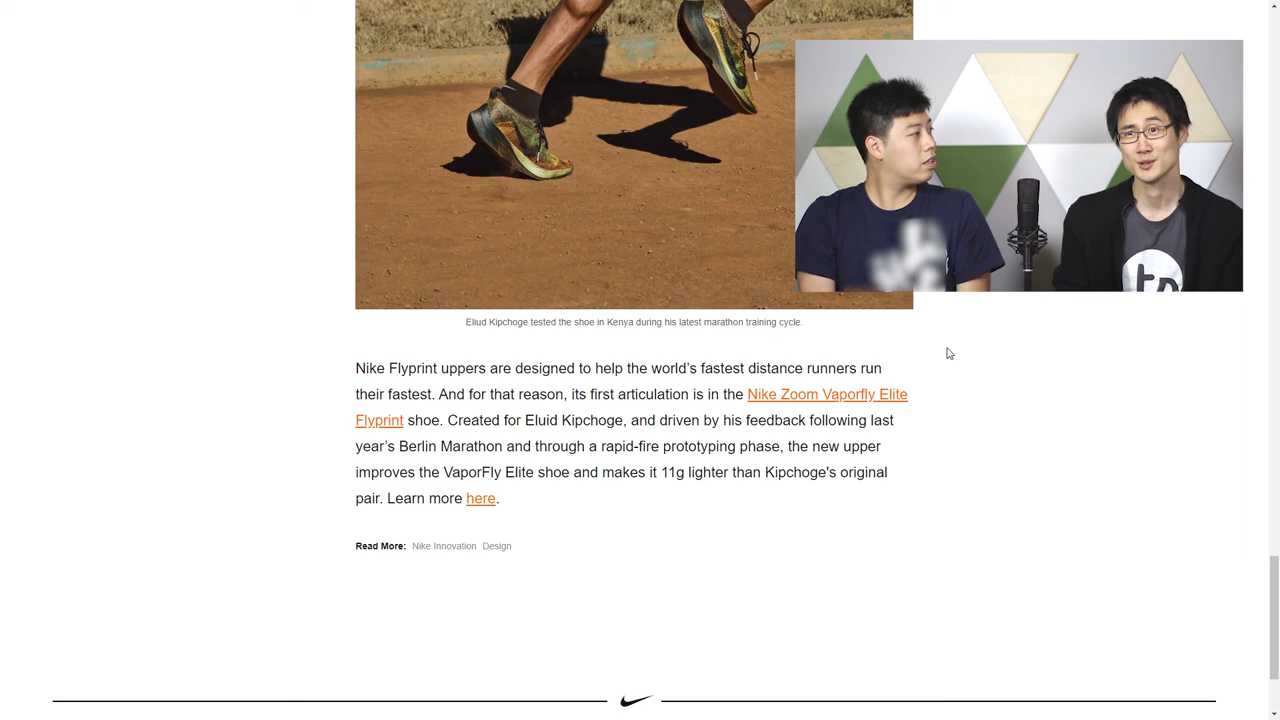 Eliud Kipchoge tested the shoe in Kenya during his latest marathon training cycle.
Nike Flyprint uppers are designed to help the world’s fastest distance runners run
their fastest. And for that reason, its first articulation is in the Nike Zoom Vaporfly Elite
Flyprint shoe. Created for Eluid Kipchoge, and driven by his feedback following last
year’s Berlin Marathon and through a rapid-fire prototyping phase, the new upper
improves the VaporFly Elite shoe and makes it 11g lighter than Kipchoge's original
pair. Learn more here.
Read More: Nike Innovation Design